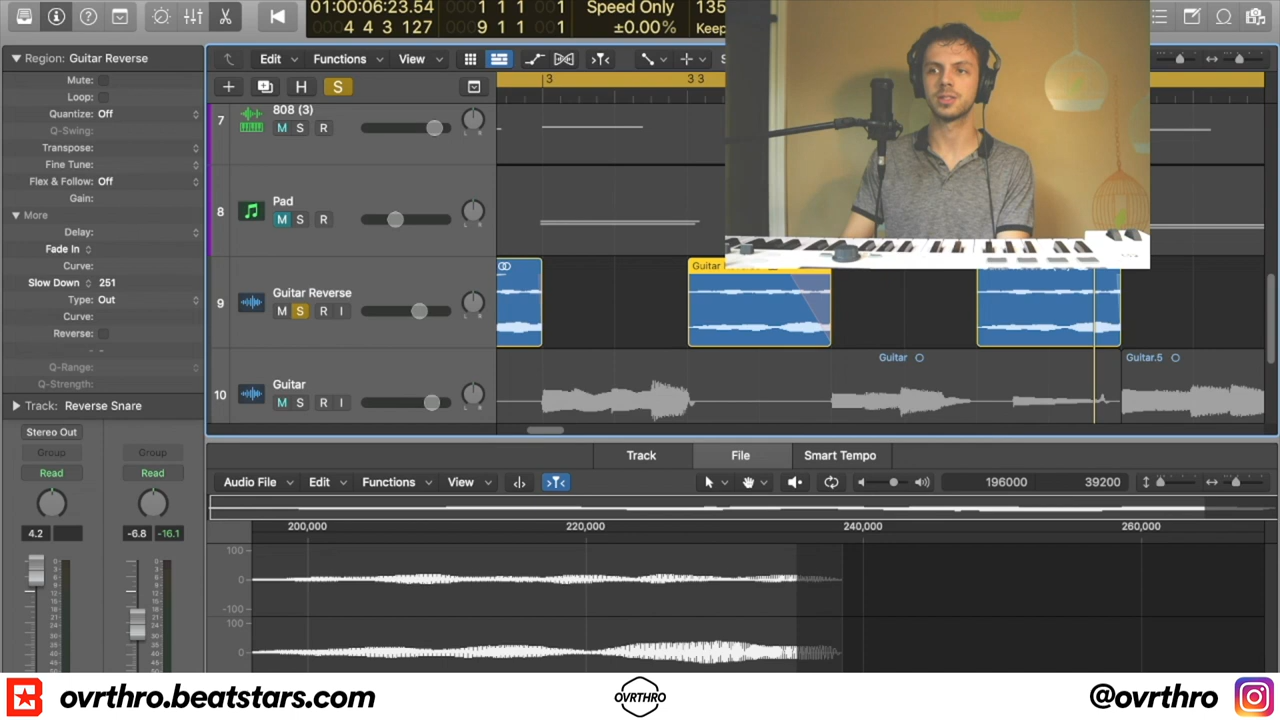 01:00:06:23.54
4 4 3 127
1 1 1
9 1 1
1
1
Speed Only
±0.00%
135
Keep
Region: Guitar Reverse
Mute:
Loop:
Quantize: Off
Q-Swing:
Transpose:
Fine Tune:
Flex & Follow: Off
Gain:
More
Delay:
Fade In
Curve:
Slow Down 251
Type: Out
Curve:
Reverse:
Q-Range:
Q-Strength:
Track: Reverse Snare
Stereo Out
Group
Group
Read
Read
4.2
-6.8 -16.1
Edit
Functions
View
H
S
3
3 3
7
808 (3)
M S R
8
Pad
M S R
9
Guitar Reverse
M S R I
10
Guitar
M S R I
Guitar
Guitar
Guitar.5
Track
File
Smart Tempo
Audio File
Edit
Functions
View
196000
39200
200,000
220,000
240,000
260,000
100
0
-100
100
0
ovrthro.beatstars.com
OVRTHRO
@ovrthro